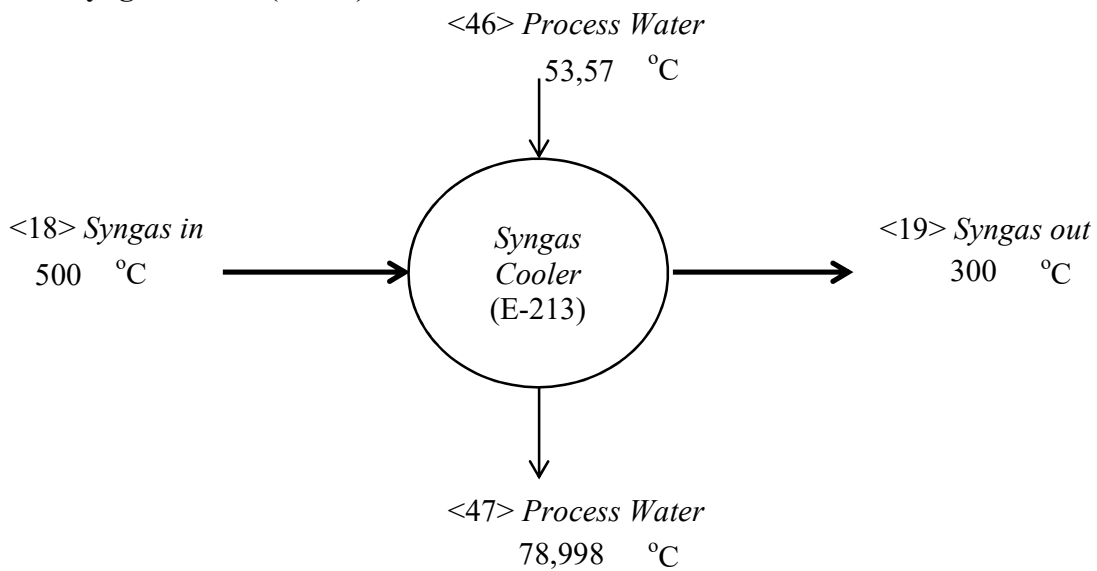 <46> Process Water
53,57 °C
<18> Syngas in
500 °C
Syngas
Cooler
(E-213)
<19> Syngas out
300 °C
<47> Process Water
78,998 °C